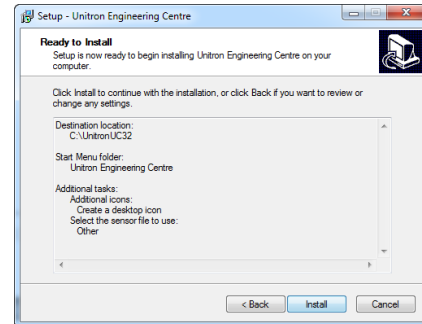 Setup - Unitron Engineering Centre
Ready to Install
Setup is now ready to begin installing Unitron Engineering Centre on your
computer.
Click Install to continue with the installation, or click Back if you want to review or
change any settings.
Destination location:
C:\UnitronUC32
Start Menu folder:
Unitron Engineering Centre
Additional tasks:
Additional icons:
Create a desktop icon
Select the sensor file to use:
Other
< Back
Install
Cancel